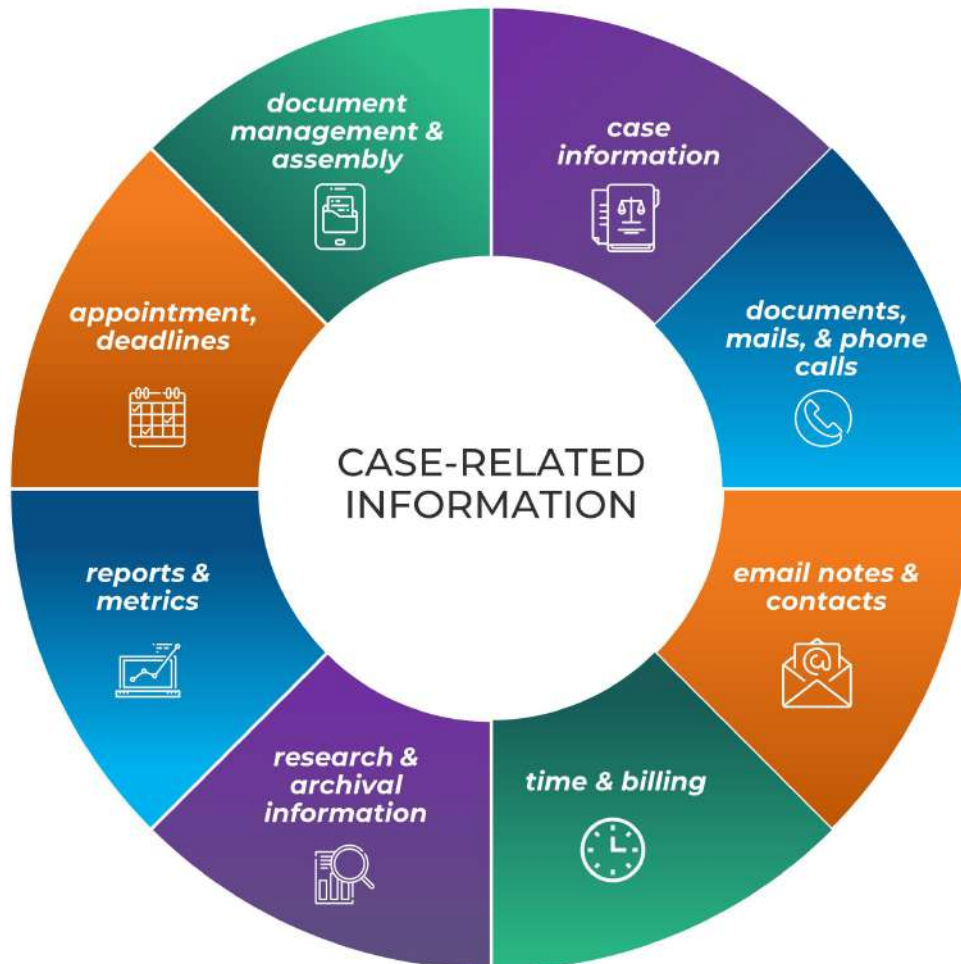 document
management &
assembly
case
information
documents,
mails, & phone
calls
appointment,
deadlines
CASE-RELATED
INFORMATION
reports &
metrics
email notes &
contacts
research &
archival
information
time & billing